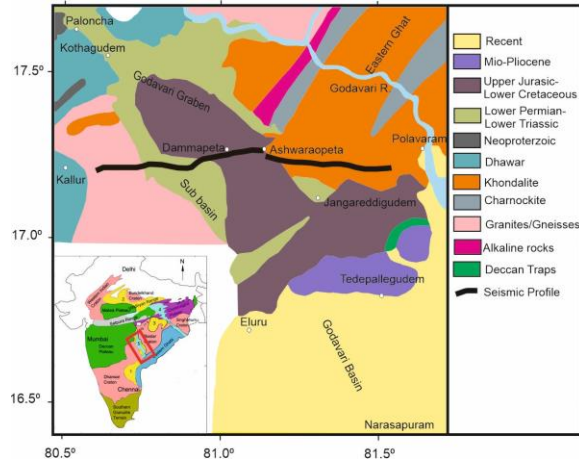 Paloncha
Kothagudem
Godavari Graben
Eastern Ghat
Godavari R.
Polavaram
Dammapeta
Ashwaraopeta
Kallur
Sub basin
Jangareddigudem
Tedepallegudem
Eluru
Godavari Basin
Narasapuram
17.5°
17.0°
16.5°
80.5°
81.0°
81.5°
Recent
Mio-Pliocene
Upper Jurasic-
Lower Cretaceous
Lower Permian-
Lower Triassic
Neoproterzoic
Dhawar
Khondalite
Charnockite
Granites/Gneisses
Alkaline rocks
Deccan Traps
Seismic Profile
Delhi
N
Mumbai
Chennai